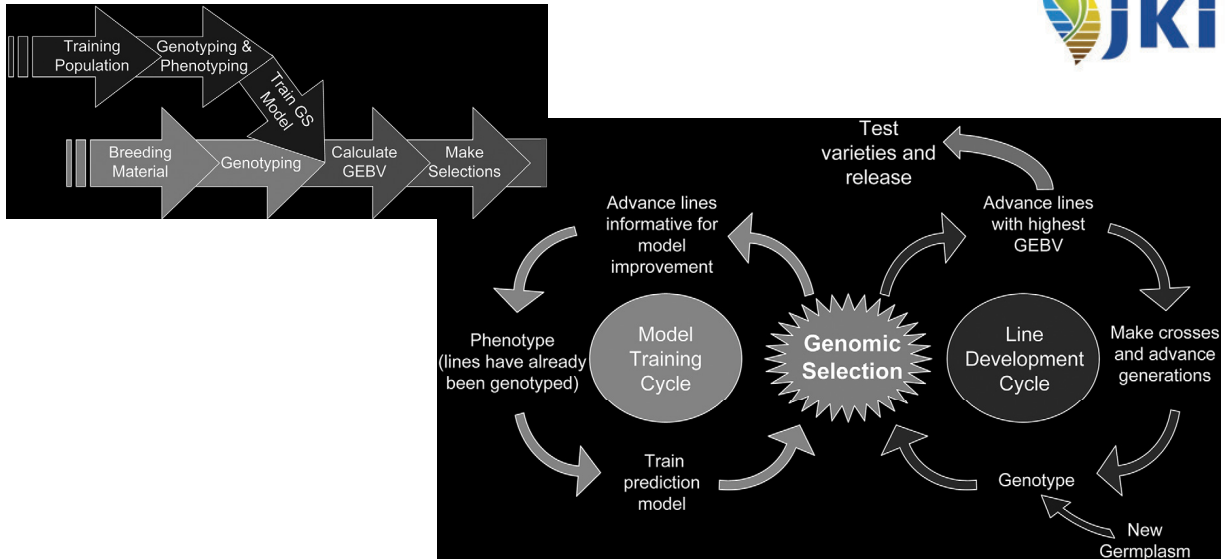 JKI
Training
Population
Genotyping &
Phenotyping
Train GS
Model
Breeding
Material
Genotyping
Calculate
GEBV
Make
Selections
Test
varieties and
release
Advance lines
informative for
model
improvement
Advance lines
with highest
GEBV
Phenotype
(lines have already
been genotyped)
Model
Training
Cycle
Genomic
Selection
Line
Development
Cycle
Make crosses
and advance
generations
Train
prediction
model
Genotype
New
Germplasm